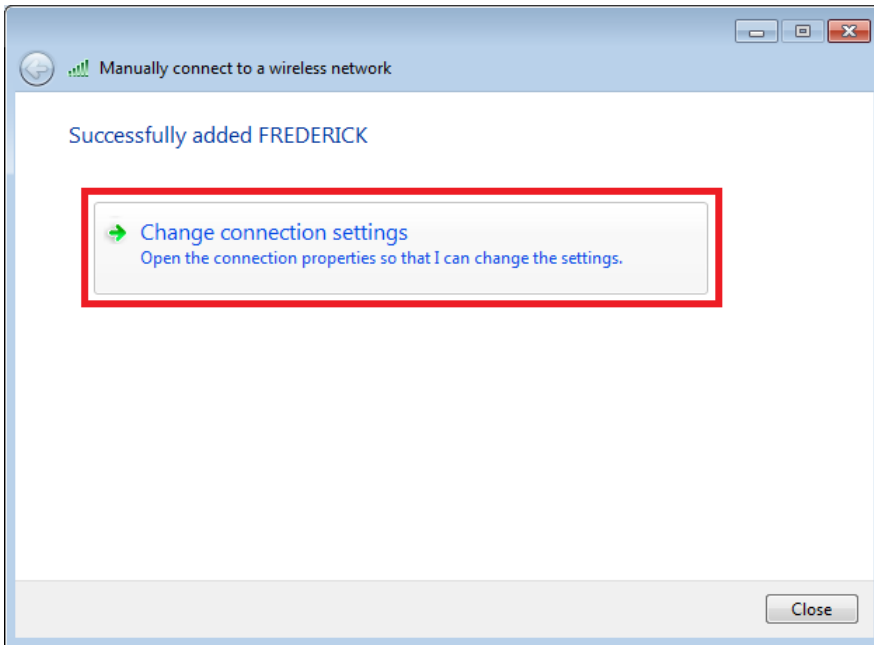 Manually connect to a wireless network
Successfully added FREDERICK
Change connection settings
Open the connection properties so that I can change the settings.
Close